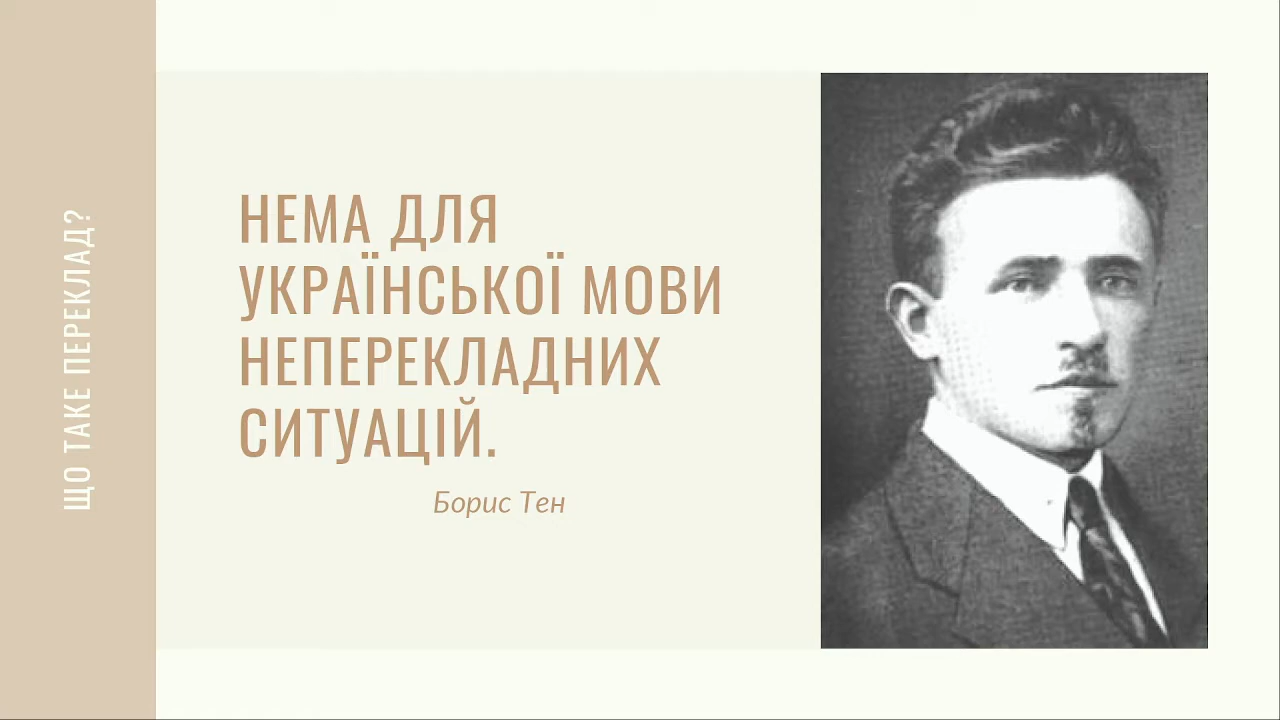 ЩО ТАКЕ ПЕРЕКЛАД?
НЕМА ДЛЯ
УКРАЇНСЬКОЇ МОВИ
НЕПЕРЕКЛАДНИХ
СИТУАЦІЙ.
Борис Тен